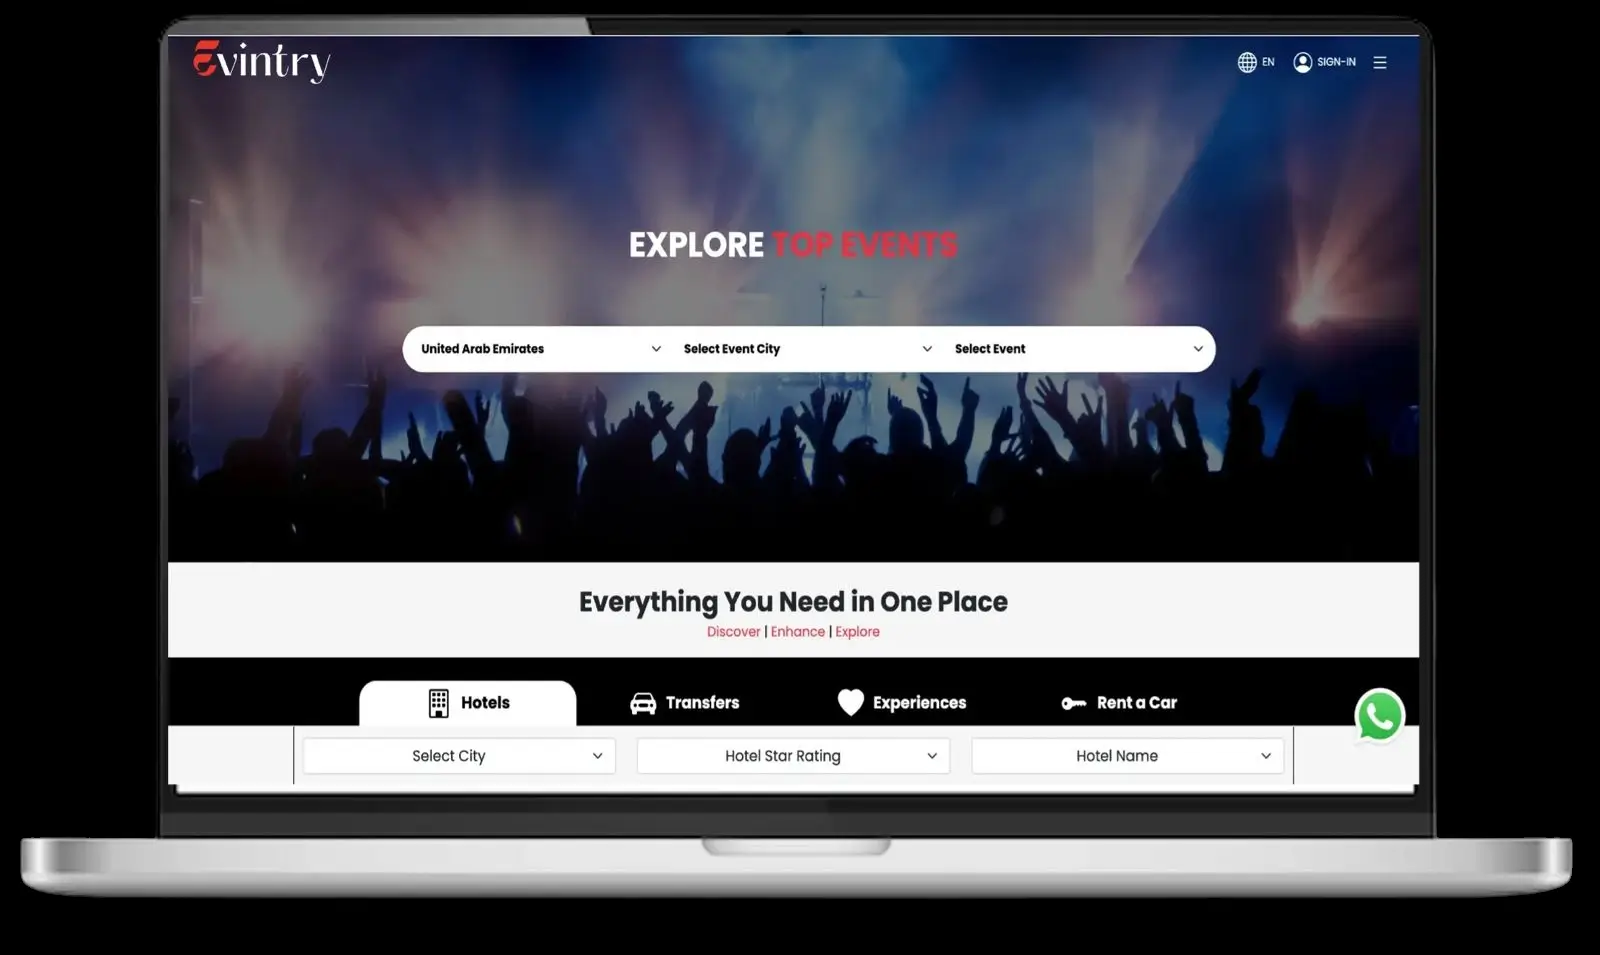 Evintry
EN SIGN-IN
EXPLORE TOP EVENTS
United Arab Emirates Select Event City Select Event
Everything You Need in One Place
Discover | Enhance | Explore
Hotels Transfers Experiences Rent a Car
Select City Hotel Star Rating Hotel Name